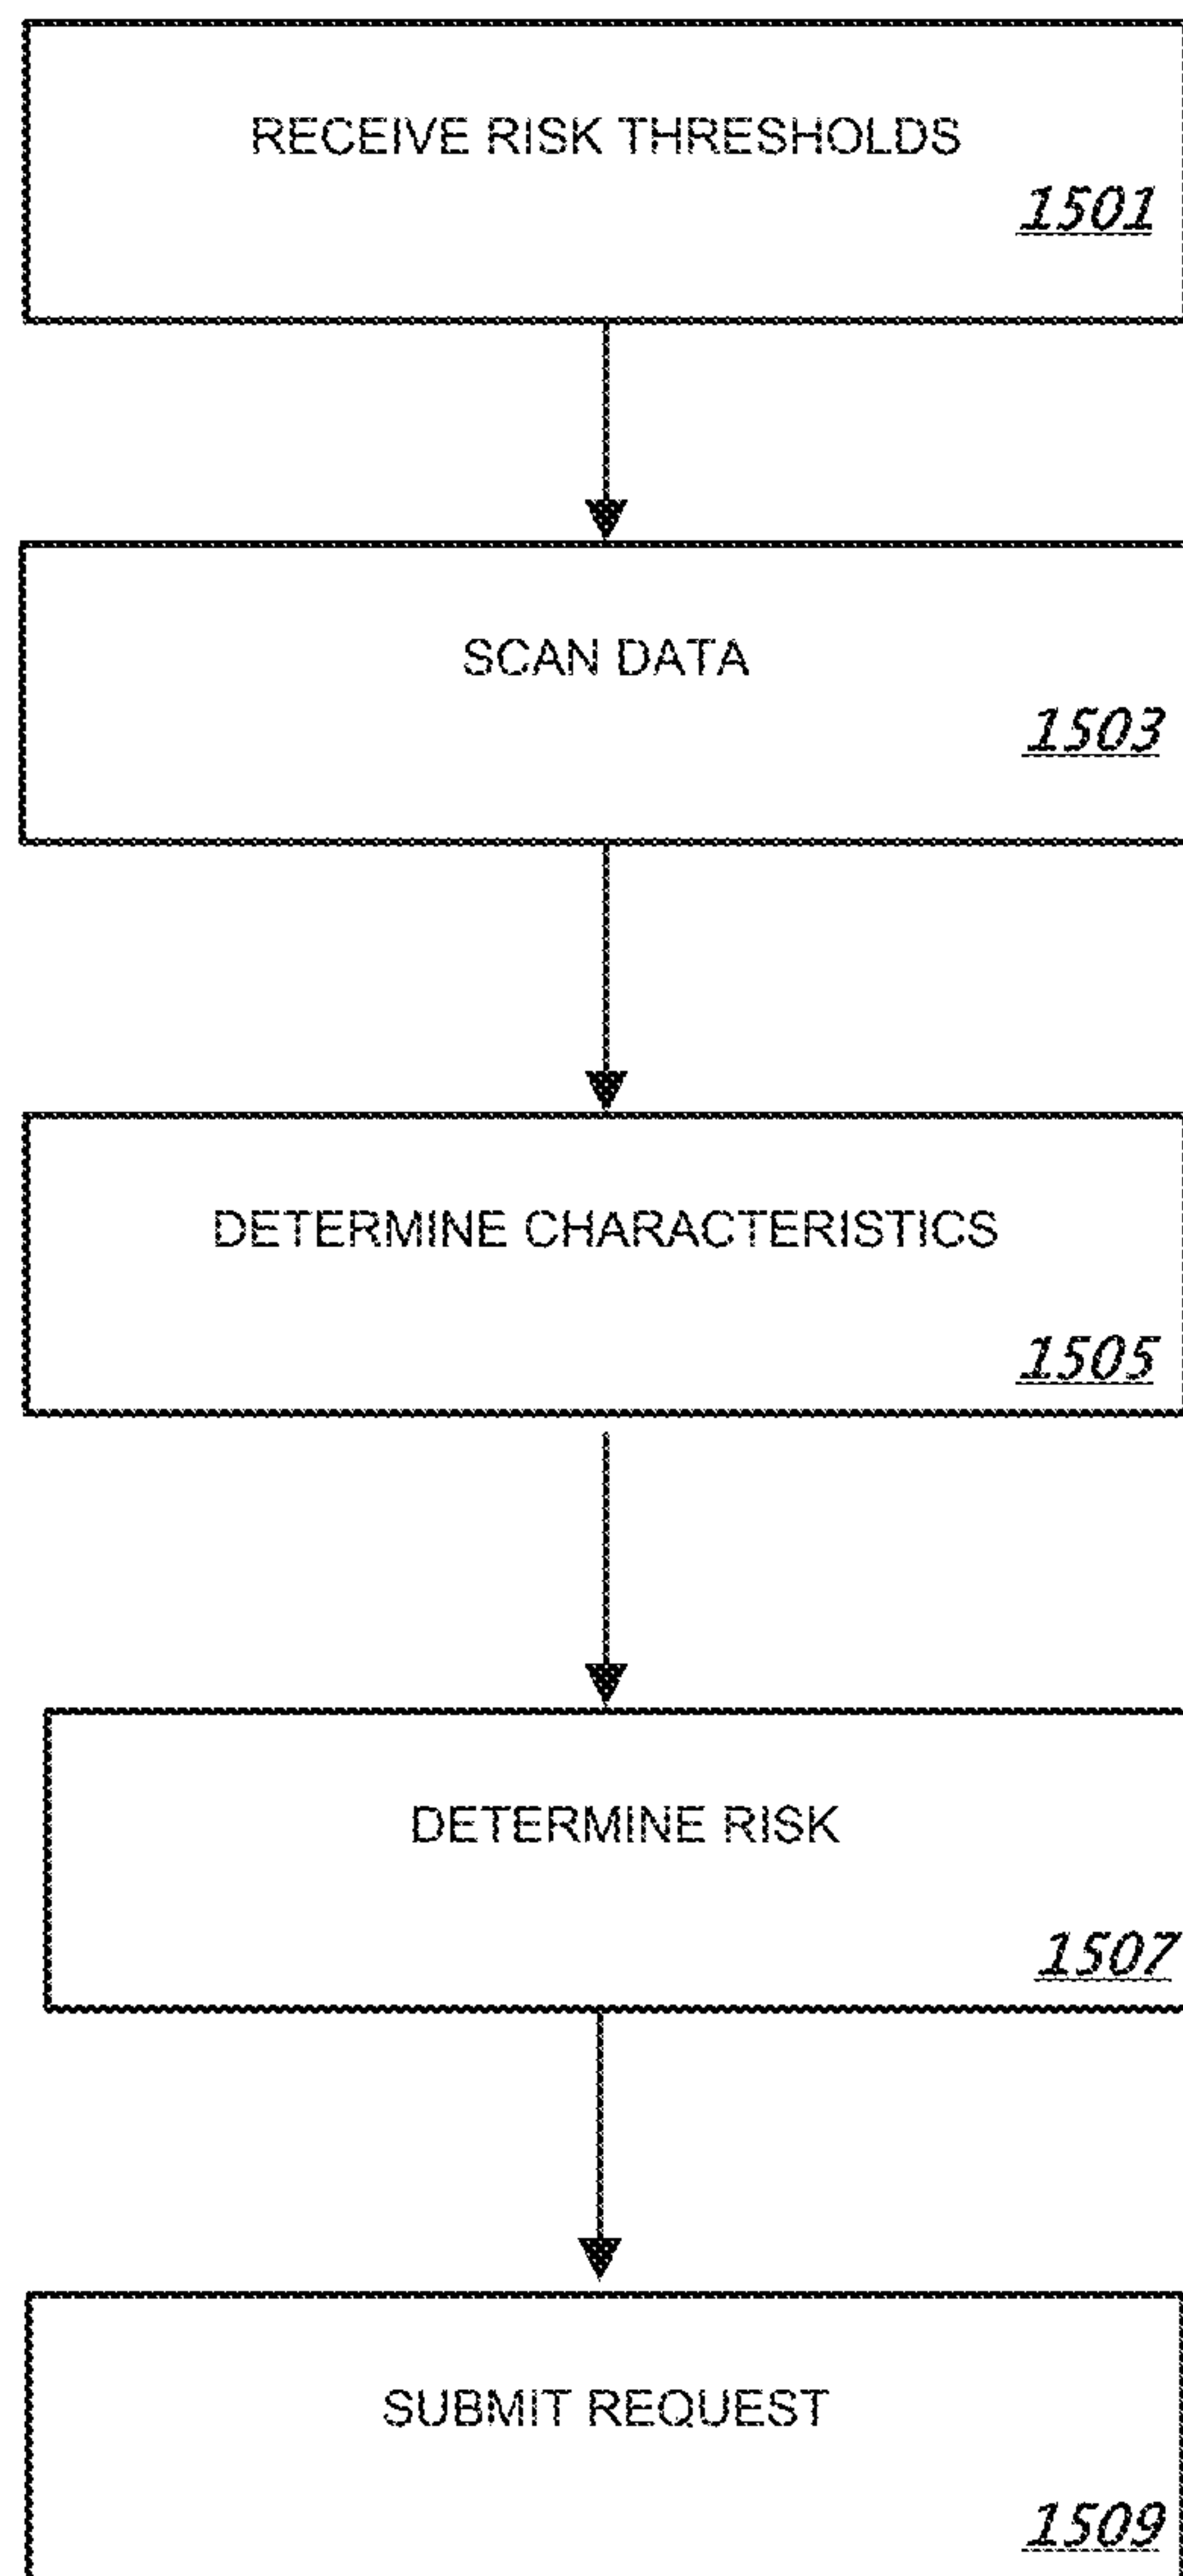 RECEIVE RISK THRESHOLDS
1501
SCAN DATA
1503
DETERMINE CHARACTERISTICS
1505
DETERMINE RISK
1507
SUBMIT REQUEST
1509